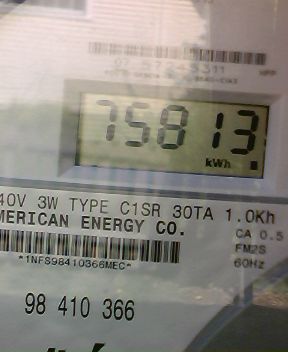 75813
kWh
40V 3W TYPE C1SR 30TA 1.0Kh
MERICAN ENERGY CO.
CA 0.5
FM2S
60Hz
*1NFS98410366MEC*
98 410 366